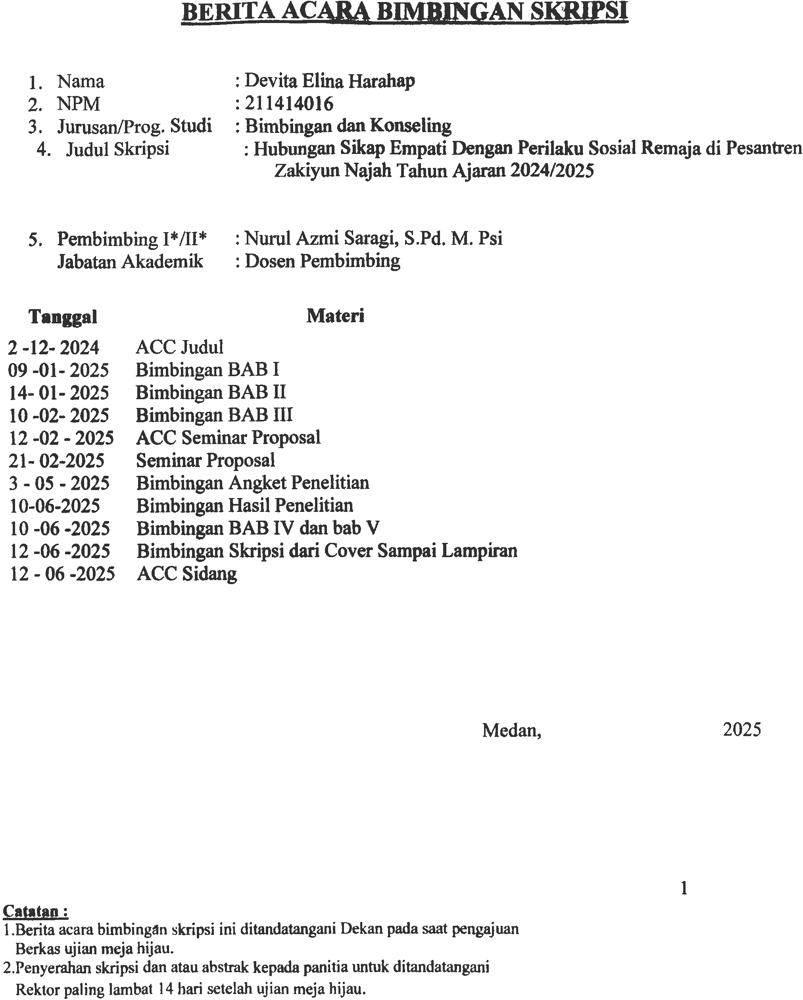 BERITA ACARA BIMBINGAN SKRIPSI
1. Nama : Devita Elina Harahap
2. NPM : 211414016
3. Jurusan/Prog. Studi : Bimbingan dan Konseling
4. Judul Skripsi : Hubungan Sikap Empati Dengan Perilaku Sosial Remaja di Pesantren
Zakiyun Najah Tahun Ajaran 2024/2025
5. Pembimbing I*/II* : Nurul Azmi Saragi, S.Pd. M. Psi
Jabatan Akademik : Dosen Pembimbing
Tanggal Materi
2 -12- 2024 ACC Judul
09 -01- 2025 Bimbingan BAB I
14- 01- 2025 Bimbingan BAB II
10 -02- 2025 Bimbingan BAB III
12 -02 - 2025 ACC Seminar Proposal
21- 02-2025 Seminar Proposal
3 - 05 - 2025 Bimbingan Angket Penelitian
10-06-2025 Bimbingan Hasil Penelitian
10 -06 -2025 Bimbingan BAB IV dan bab V
12 -06 -2025 Bimbingan Skripsi dari Cover Sampai Lampiran
12 - 06 -2025 ACC Sidang
Medan, 2025
1
Catatan :
1.Berita acara bimbingan skripsi ini ditandatangani Dekan pada saat pengajuan
Berkas ujian meja hijau.
2.Penyerahan skripsi dan atau abstrak kepada panitia untuk ditandatangani
Rektor paling lambat 14 hari setelah ujian meja hijau.